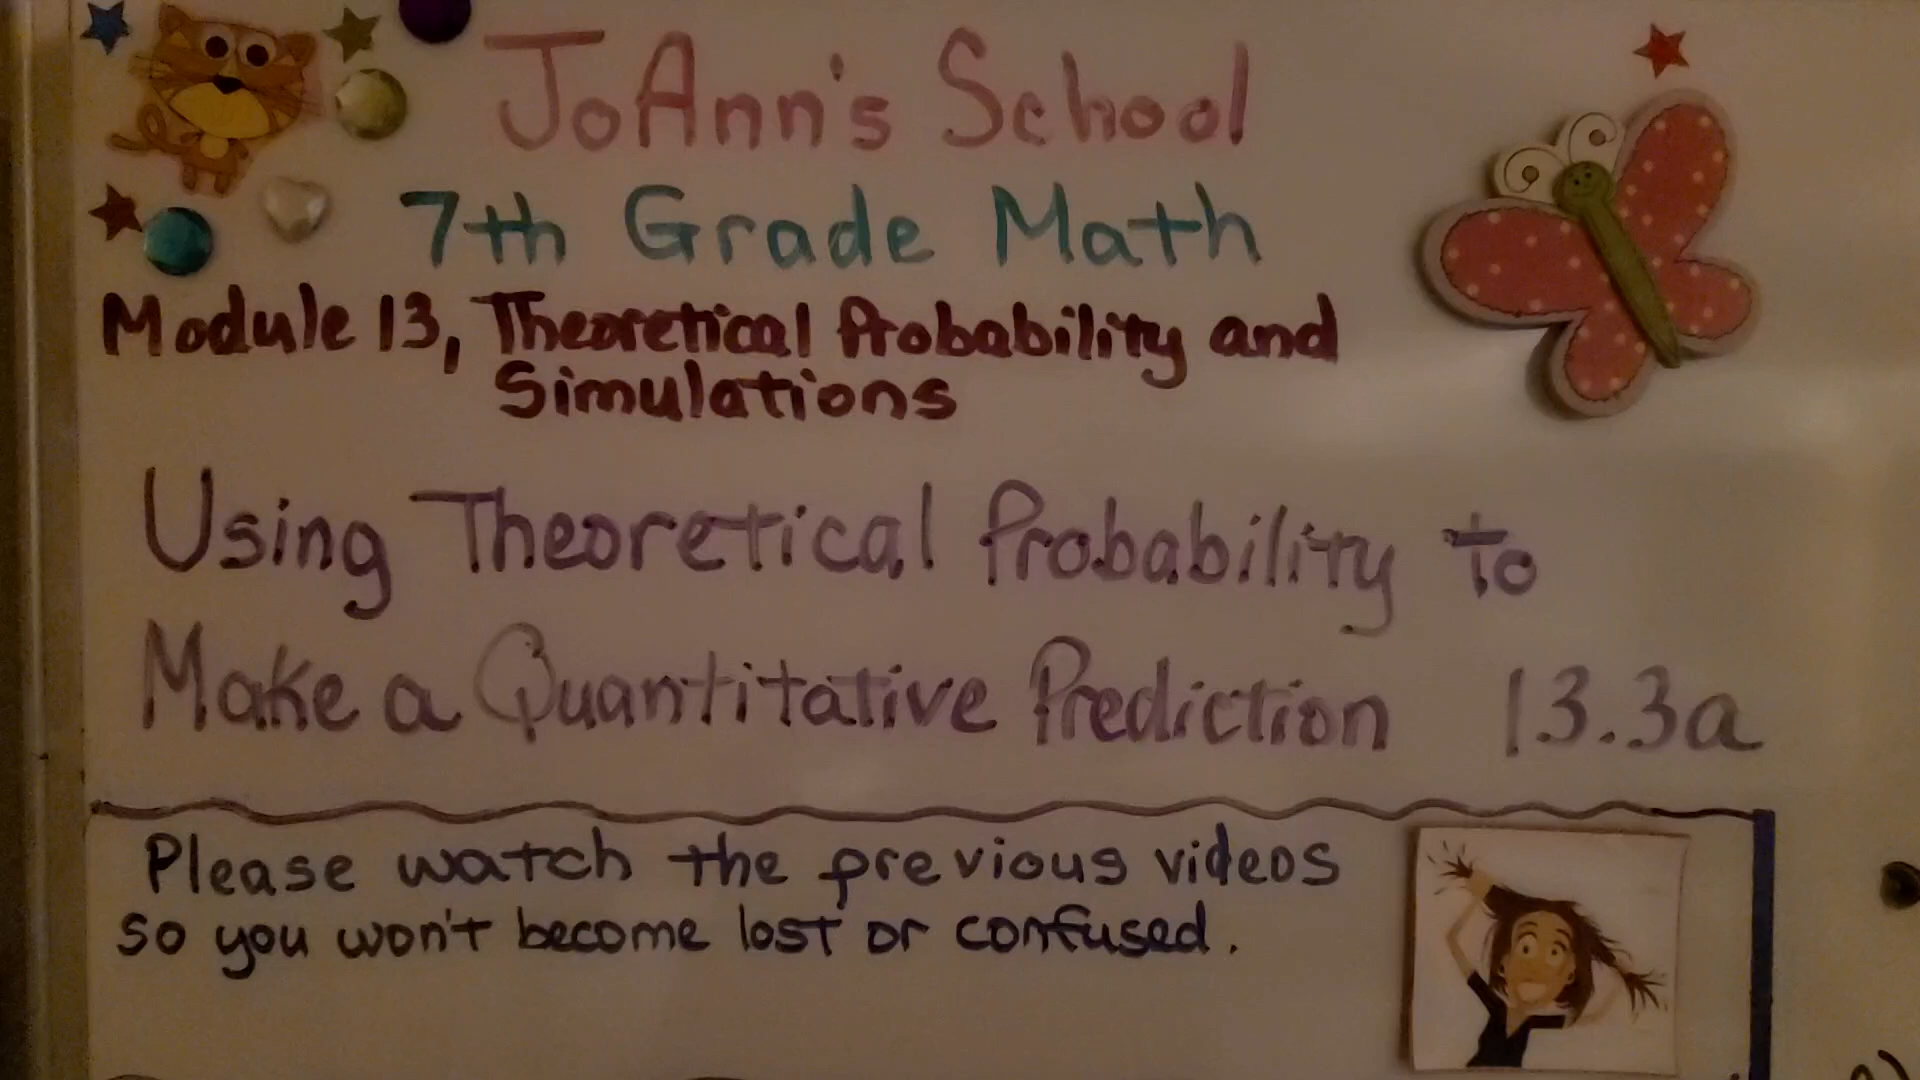 JoAnn's School
7th Grade Math
Module 13, Theoretical Probability and
Simulations
Using Theoretical Probability to
Make a Quantitative Prediction 13.3a
Please watch the previous videos
so you won't become lost or confused.